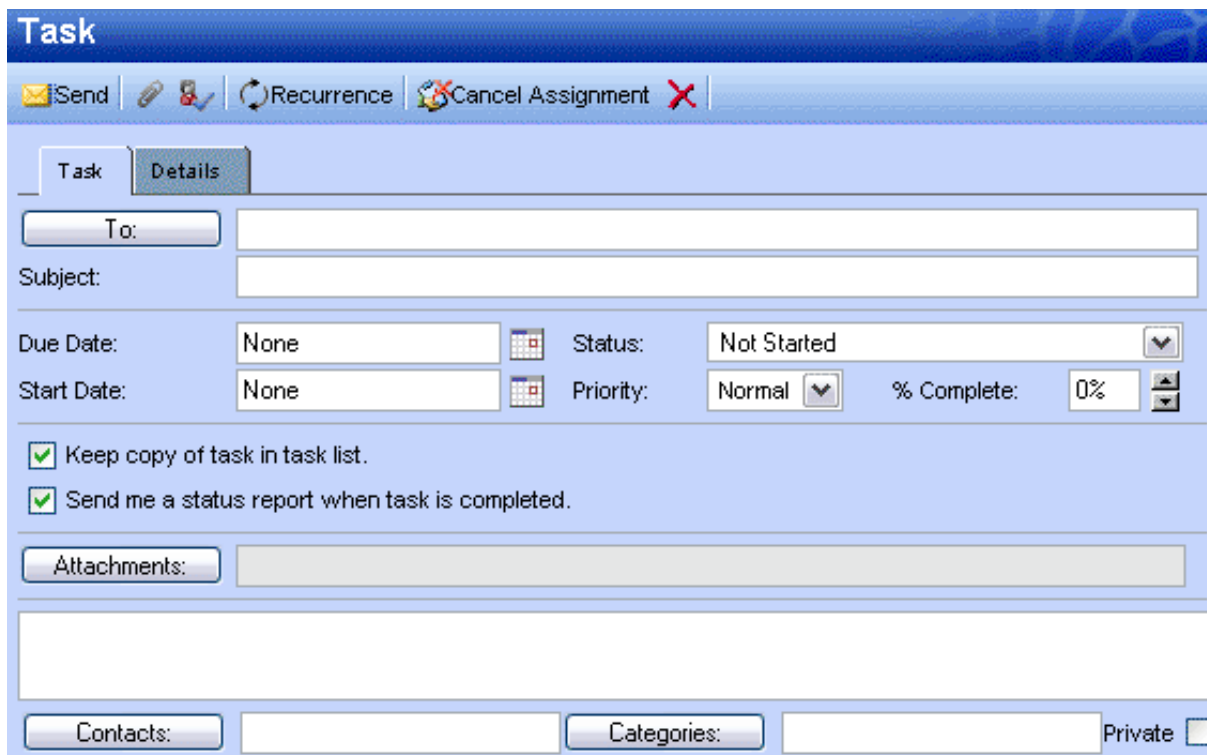 Task
Send Recurrence Cancel Assignment
Task Details
To:
Subject:
Due Date: None Status: Not Started
Start Date: None Priority: Normal % Complete: 0%
Keep copy of task in task list.
Send me a status report when task is completed.
Attachments:
Contacts: Categories: Private